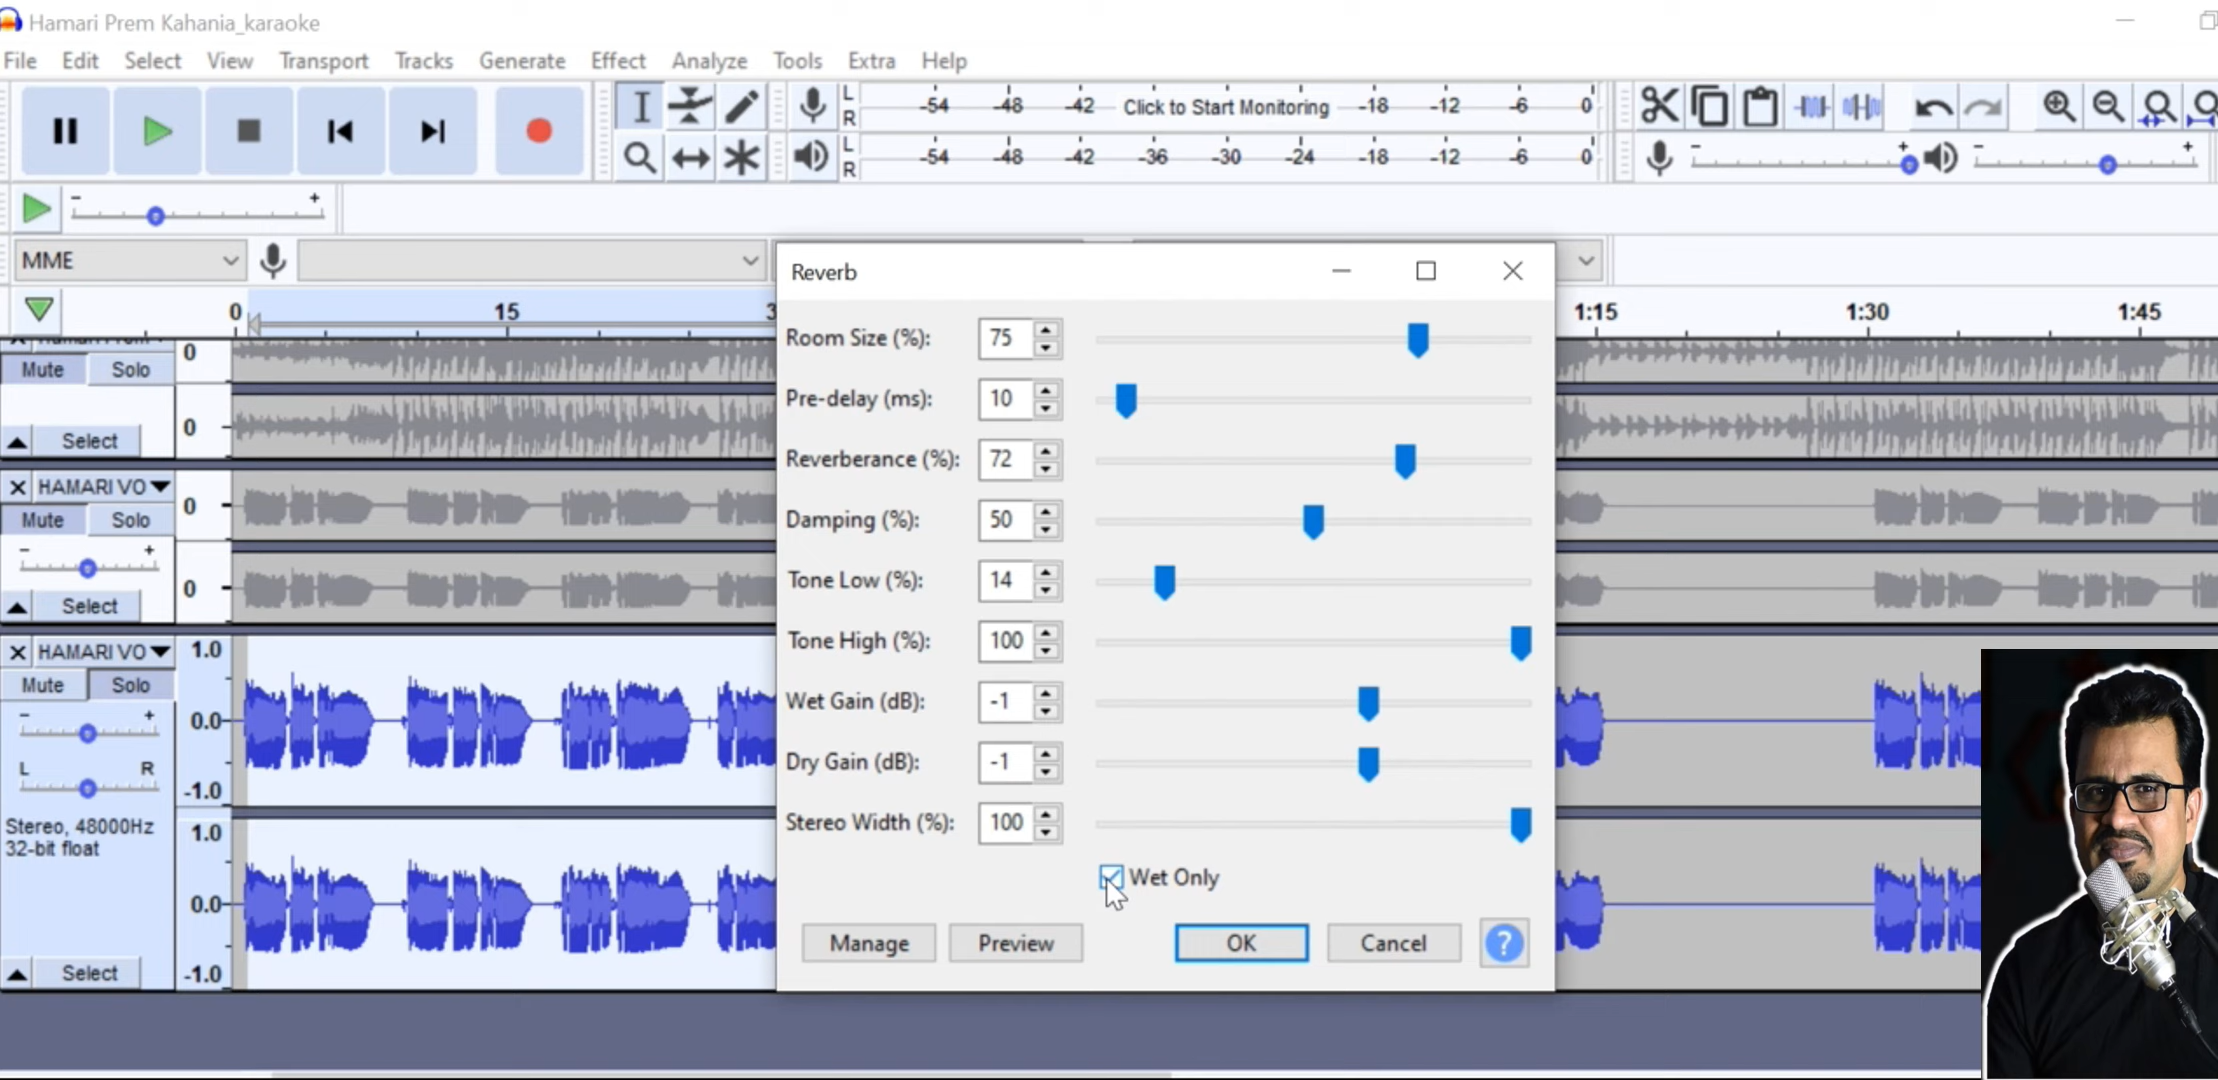 Hamari Prem Kahania_karaoke
File Edit Select View Transport Tracks Generate Effect Analyze Tools Extra Help
L
R
-54 -48 -42 Click to Start Monitoring -18 -12 -6 0
L
R
-54 -48 -42 -36 -30 -24 -18 -12 -6 0
- +
- +
- +
MME
0 15 1:15 1:30 1:45
Mute Solo
0
0
Select
HAMARI VO
Mute Solo
0
- +
0
Select
HAMARI VO
Mute Solo
- +
L R
Stereo, 48000Hz
32-bit float
Select
1.0
0.0
-1.0
1.0
0.0
-1.0
Reverb
Room Size (%): 75
Pre-delay (ms): 10
Reverberance (%): 72
Damping (%): 50
Tone Low (%): 14
Tone High (%): 100
Wet Gain (dB): -1
Dry Gain (dB): -1
Stereo Width (%): 100
Wet Only
Manage Preview OK Cancel ?